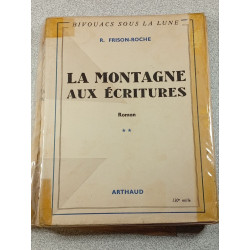 BIVOUACS SOUS LA LUNE
R. FRISON-ROCHE
LA MONTAGNE
AUX ÉCRITURES
Roman
**
ARTHAUD